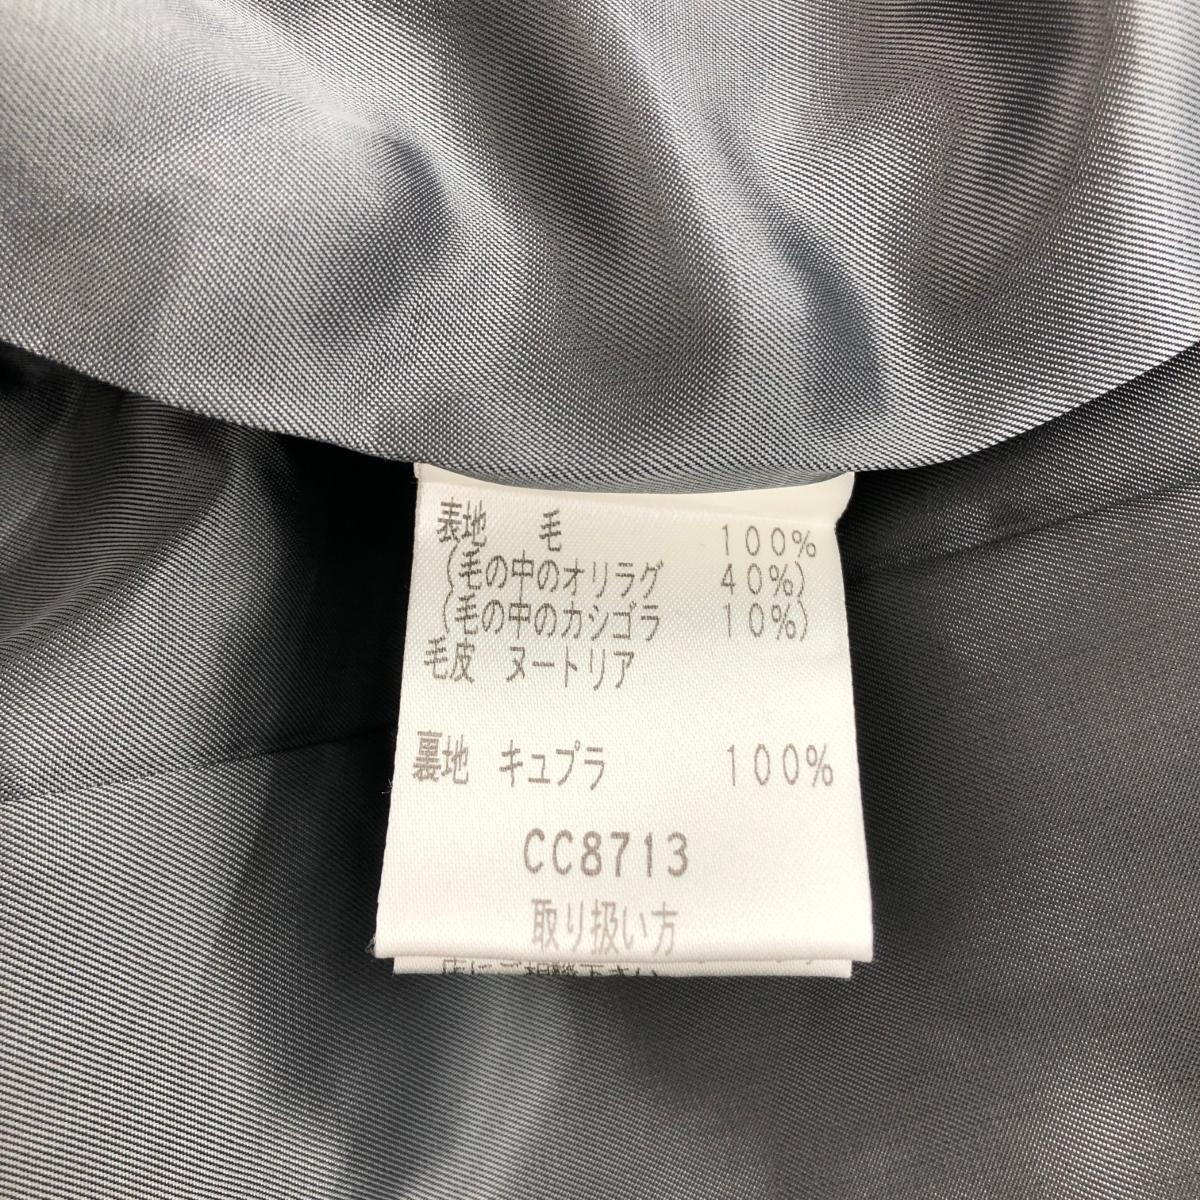 表地 毛 100%
(毛の中のオリラグ 40%)
(毛の中のカシゴラ 10%)
毛皮 ヌートリア
裏地 キュプラ 100%
CC8713
取り扱い方